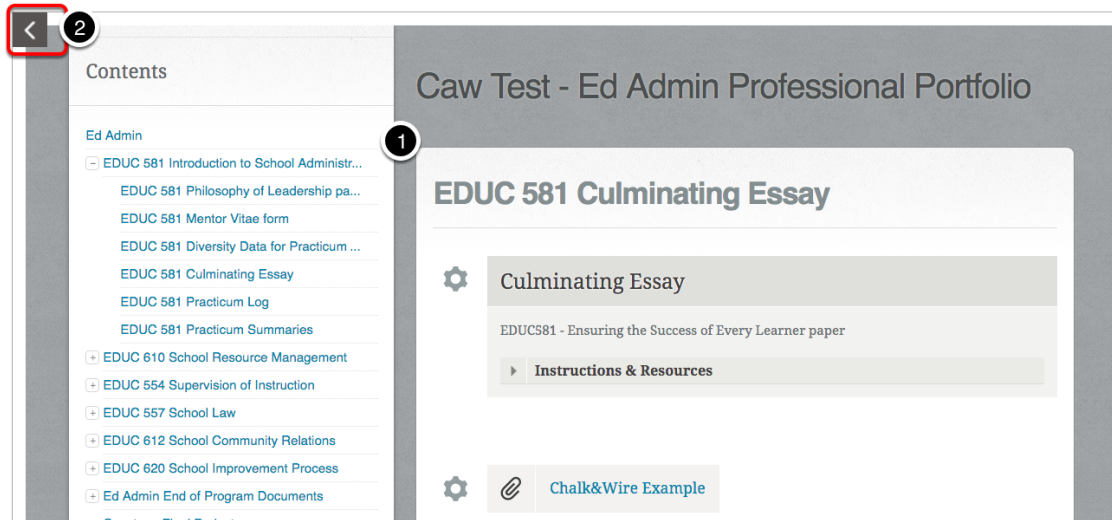 2
Contents
Caw Test - Ed Admin Professional Portfolio
Ed Admin
1
EDUC 581 Introduction to School Administr...
EDUC 581 Philosophy of Leadership pa...
EDUC 581 Mentor Vitae form
EDUC 581 Diversity Data for Practicum ...
EDUC 581 Culminating Essay
EDUC 581 Practicum Log
EDUC 581 Practicum Summaries
EDUC 610 School Resource Management
EDUC 554 Supervision of Instruction
EDUC 557 School Law
EDUC 612 School Community Relations
EDUC 620 School Improvement Process
Ed Admin End of Program Documents
EDUC 581 Culminating Essay
Culminating Essay
EDUC581 - Ensuring the Success of Every Learner paper
Instructions & Resources
Chalk&Wire Example